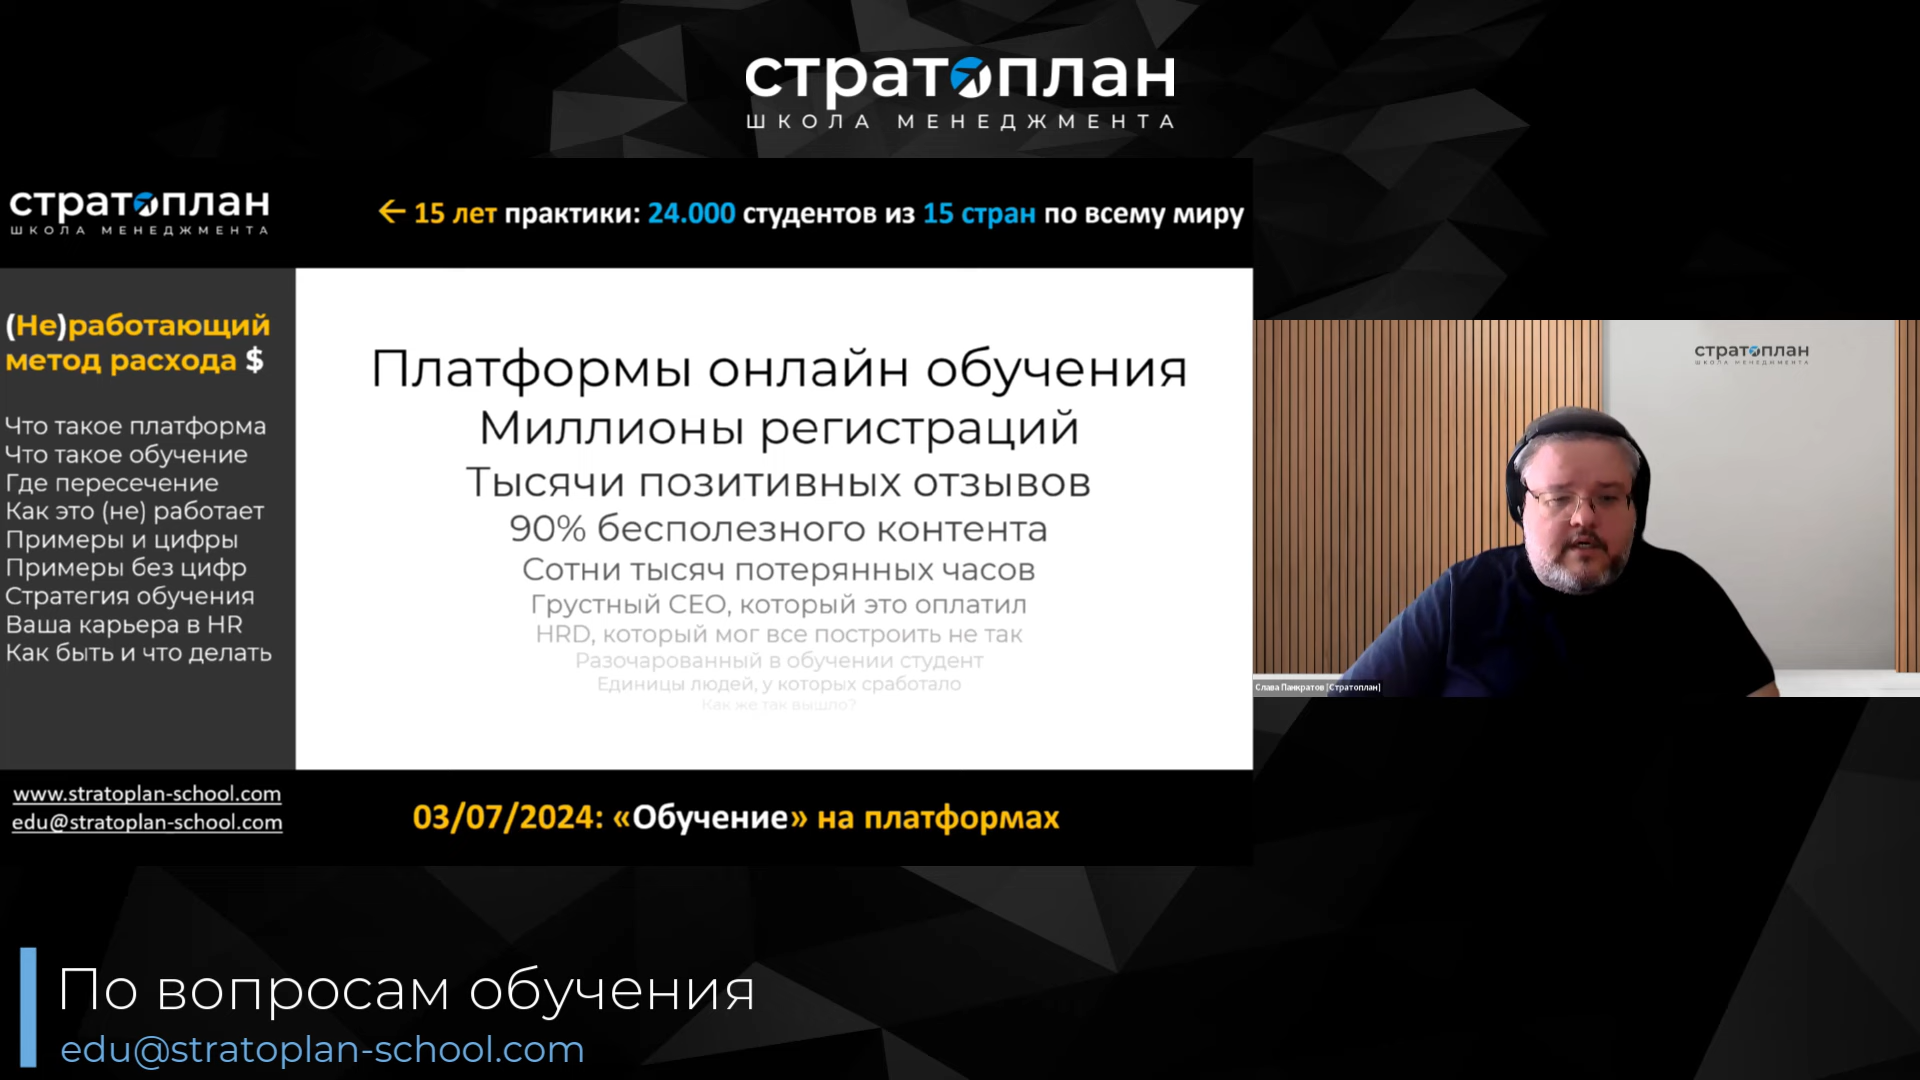 стратоплан
ШКОЛА МЕНЕДЖМЕНТА
стратоплан
ШКОЛА МЕНЕДЖМЕНТА
← 15 лет практики: 24.000 студентов из 15 стран по всему миру
(Не)работающий
метод расхода $
Что такое платформа
Что такое обучение
Где пересечение
Как это (не) работает
Примеры и цифры
Примеры без цифр
Стратегия обучения
Ваша карьера в HR
Как быть и что делать
Платформы онлайн обучения
Миллионы регистраций
Тысячи позитивных отзывов
90% бесполезного контента
Сотни тысяч потерянных часов
Грустный CEO, который это оплатил
HRD, который мог все построить не так
Разочарованный в обучении студент
Единицы людей, у которых сработало
Как же так вышло?
стратоплан
ШКОЛА МЕНЕДЖМЕНТА
Слава Панкратов [Стратоплан]
www.stratoplan-school.com
edu@stratoplan-school.com
03/07/2024: «Обучение» на платформах
По вопросам обучения
edu@stratoplan-school.com